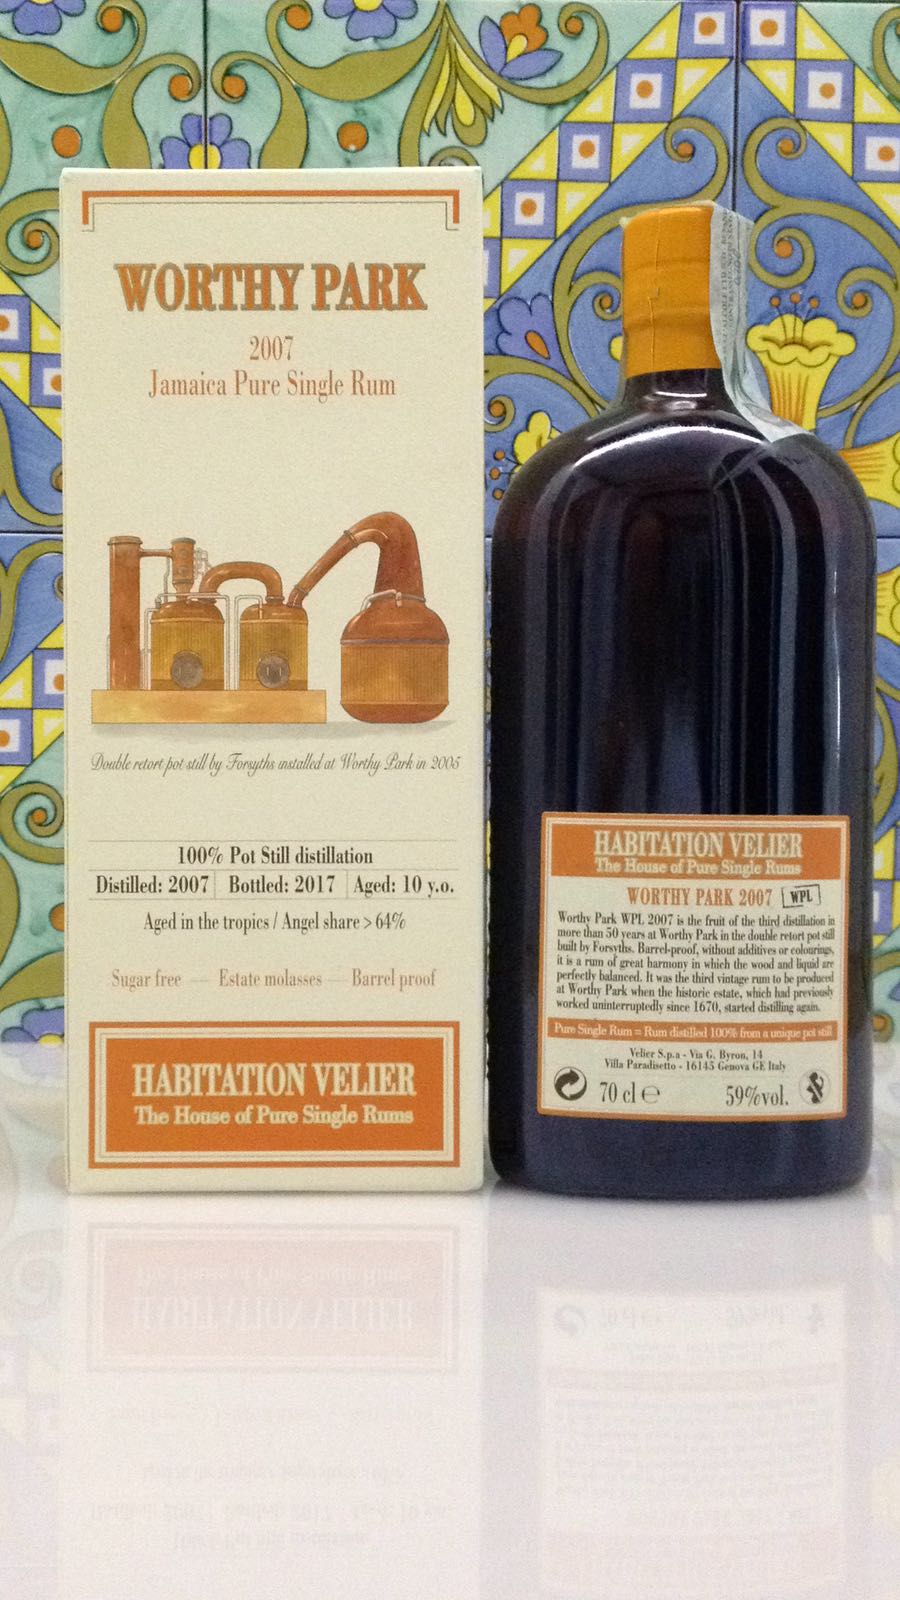 WORTHY PARK
2007
Jamaica Pure Single Rum
Double retort pot still by Forsyths installed at Worthy Park in 2005
100% Pot Still distillation
Distilled: 2007 Bottled: 2017 Aged: 10 y.o.
Aged in the tropics / Angel share > 64%
Sugar free — Estate molasses — Barrel proof
HABITATION VELIER
The House of Pure Single Rums
HABITATION VELIER
The House of Pure Single Rums
WORTHY PARK 2007 WPL
Worthy Park WPL 2007 is the fruit of the third distillation in
more than 50 years at Worthy Park in the double retort pot still
built by Forsyths. Barrel-proof, without additives or colourings,
it is a rum of great harmony in which the wood and liquid are
perfectly balanced. It was the third vintage rum to be produced
at Worthy Park when the historic estate, which had previously
worked uninterruptedly since 1670, started distilling again.
Pure Single Rum = Rum distilled 100% from a unique pot still
Velier S.p.a - Via G. Byron, 14
Villa Paradisetto - 16145 Genova GE Italy
70 cl e 59%vol.